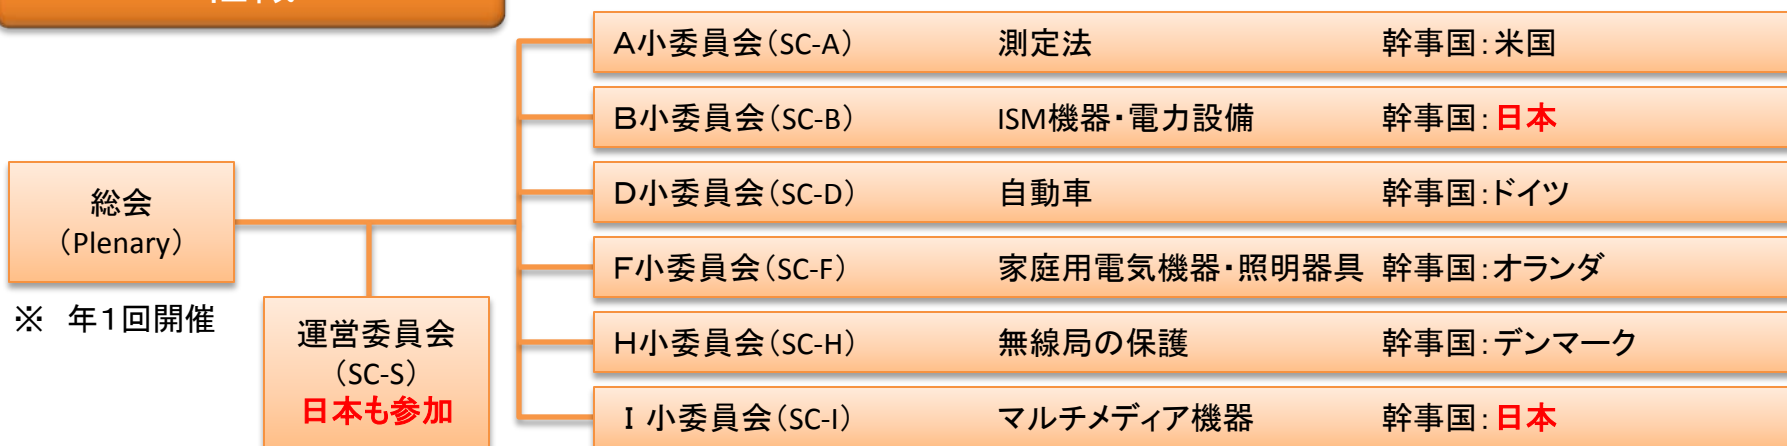 総会
（Plenary）
※　年１回開催
運営委員会
（SC-S）
日本も参加
Ａ小委員会（SC-A）　測定法　幹事国：米国
Ｂ小委員会（SC-B）　ISM機器・電力設備　幹事国：日本
Ｄ小委員会（SC-D）　自動車　幹事国：ドイツ
Ｆ小委員会（SC-F）　家庭用電気機器・照明器具　幹事国：オランダ
Ｈ小委員会（SC-H）　無線局の保護　幹事国：デンマーク
Ｉ小委員会（SC-I）　マルチメディア機器　幹事国：日本